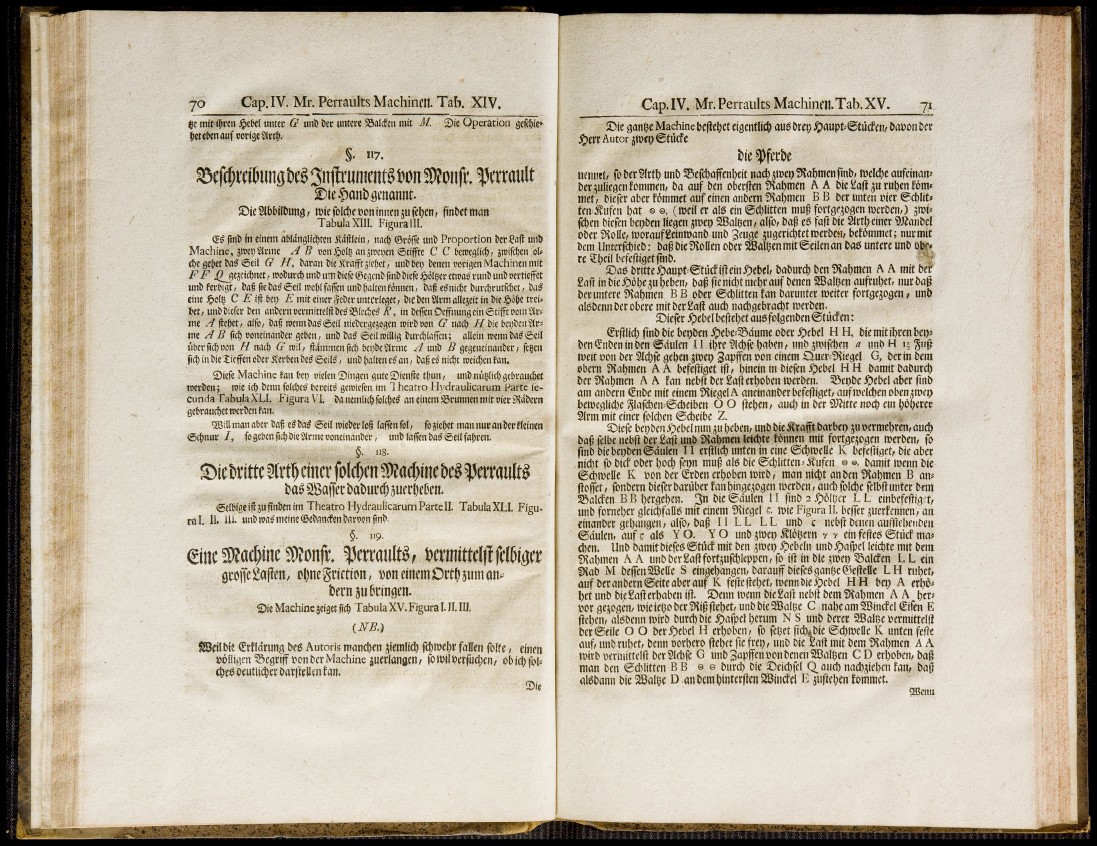 70 Cap. IV. Mr. Perraults Machinen. Tab. XIV.
tze mit ihren Hebel unter G und der untere Balcken mit M. Die Operation geschie-
het eben auf vorige Arth.
§. 117.
Beschreibung des Instruments von Monsr. Perrault
Die Hand genannt.
Die Abbildung, wie solche von innen zu sehen, findet man
Tabula XIII. Figura III.
Es sind in einem ablänglichten Kästlein, nach Grösse und Proportion der Last und
Machine, zwey Arme A B von Holtz an zweyen Stiffte C C beweglich, zwischen sol-
che gehet das Seil G H, daran die Krafft ziehet, und bey denen vorigen Machinen mit
F F Q gezeichnet, wodurch und um diese Gegend sind diese Höltzer etwas rund und vertieffet
und kerbigt, daß sie das Seil wohl fassen und halten können, daß es nicht durchrutschet, das
eine Holtz C E ist bey E mit einer Feder unterleget, die den Arm allezeit in die Höhe trei-
bet, und dieser den andern vermittelst des Bleches K, in dessen Oeffnung ein Stifft vom Ar-
me A stehet, also, daß wenn das Seil niedergezogen wird von G nach H die beyden Ar-
me A B sich voneinander geben, und das Seil willig durchlassen; allein wenn das Seil
über sich von H nach G wil, stämmen sich beyde Arme A und B gegeneinander, setzen
sich in die Tieffen oder Kerben des Seils, und halten es an, daß es nicht weichen kan.
Diese Machine kan bey vielen Dingen gute Dienste thun, und nützlich gebrauchet
werden; wie ich denn solches bereits gewiesen im Theatro Hydraulicarum Parte se-
cunda Tabula XLI. Figura VI. da nemlich solches an einem Brunnen mit vier Rädern
gebrauchet werden kan.
Will man aber daß es das Seil wieder loß lassen sol, so ziehet man nur an der kleinen
Schnur I, so geben sich die Arme voneinander, und lassen das Seil fahren.
§. 118.
Die dritte Arth einer solchen Machine des Perraults
das Wasser dadurch zuerheben.
Selbige ist zu finden im Theatro Hydraulicarum Parte II. Tabula XLI. Figu-
ra I. II. III. und was meine Gedancken darvon sind.
§. 119.
Eine Machine Monsr. Perraults, vermittelst selbiger
grosse Lasten, ohne Friction, von einem Orth zum an-
dern zu bringen.
Die Machine zeiget sich Tabula XV. Figura I. II. III.
(NB.)
Weil die Erklärung des Autoris manchen ziemlich schwehr fallen solte, einen
völligen Begriff von der Machine zuerlangen, so wil versuchen, ob ich sol-
ches deutlicher darstellen kan.
Die
Cap. IV. Mr. Perraults Machinen. Tab. XV. 71
Die gantze Machine bestehet eigentlich aus drey Haupt-Stücken, davon der
Herr Autor zwey Stücke
die Pferde
nennet, so der Arth und Beschaffenheit nach zwey Rahmen sind, welche aufeinan-
der zuliegen kommen, da auf den obersten Rahmen A A die Last zu ruhen köm-
met, dieser aber kömmet auf einen andern Rahmen B B der unten vier Schlit-
ten-Kufen hat ⊙ ⊙, (weil er als ein Schlitten muß fortgezogen werden,) zwi-
schen diesen beyden liegen zwey Waltzen, also, daß es fast die Arth einer Mandel
oder Rolle, worauf Leinwand und Zeuge zugerichtet werden, bekömmet; nur mit
dem Unterschied: daß die Rollen oder Waltzen mit Seilen an das untere und obe-
re Theil befestiget sind.
Das dritte Haupt-Stück ist ein Hebel, dadurch den Rahmen A A mit der
Last in die Höhe zu heben, daß sie nicht mehr auf denen Waltzen aufruhet, nur daß
der untere Rahmen B B oder Schlitten kan darunter weiter fortgezogen, und
alsdenn der obere mit der Last auch nachgebracht werden.
Dieser Hebel bestehet aus folgenden Stücken:
Erstlich sind die beyden Hebe-Bäume oder Hebel H H, die mit ihren bey-
den Enden in den Säulen I I ihre Achse haben, und zwischen a und H 1½ Fuß
weit von der Achse gehen zwey Zapffen von einem Quer-Riegel G, der in dem
obern Rahmen A A befestiget ist, hinein in diesen Hebel H H damit dadurch
der Rahmen A A kan nebst der Last erhoben werden. Beyde Hebel aber sind
am andern Ende mit einem Riegel A aneinander befestiget, auf welchen oben zwey
bewegliche Flaschen-Scheiben O O stehen, auch in der Mitte noch ein höherer
Arm mit einer solchen Scheibe Z.
Diese beyden Hebel nun zu heben, und die Krafft darbey zu vermehren, auch
daß selbe nebst der Last und Rahmen leichte können mit fortgezogen werden, so
sind die beyden Säulen I I erstlich unten in eine Schwelle K befestiget, die aber
nicht so dick oder hoch seyn muß als die Schlitten-Kufen ⊙ ⊙, damit wenn die
Schwelle K von der Erden erhoben wird, man nicht an den Rahmen B an-
stosset, sondern dieser darüber kan hingezogen werden, auch solche selbst unter dem
Balcken B B hergehen. In die Säulen I I sind 2 Höltzer L L einbefestiget,
und forneher gleichfalls mit einem Riegel c. wie Figura II. besser zuerkennen, an
einander gehangen, also, daß I I L L L L und c nebst denen aufstehenden
Säulen, auf c als Y O. Y O und zwey Klötzern γ γ ein festes Stück ma-
chen. Und damit dieses Stück mit den zwey Hebeln und Haspel leichte mit dem
Rahmen A A und der Last fortzuschleppen, so ist in die zwey Balcken L L ein
Rad M dessen Welle S eingehangen, darauff dieses gantze Gestelle L H ruhet,
auf der andern Seite aber auf K feste stehet, wenn die Hebel H H bey A erhö-
het und die Last erhaben ist. Denn wenn die Last nebst dem Rahmen A A her-
vor gezogen, wie ietzo der Riß stehet, und die Waltze C nahe am Winckel Eisen E
stehen, alsdenn wird durch die Haspel herum N S und derer Waltze vermittelst
der Seile O O der Hebel H erhoben, so setzet sich die Schwelle K unten feste
auf, und ruhet, denn vorhero stehet sie frey, und die Last mit dem Rahmen A A
wird vermittelst der Achse G und Zapffen von denen Waltzen C D erhoben, daß
man den Schlitten B B ⊙ ⊙ durch die Deichsel Q auch nachziehen kan, daß
alsdann die Waltze D an dem hintersten Winckel E zustehen kommet.
Wenn